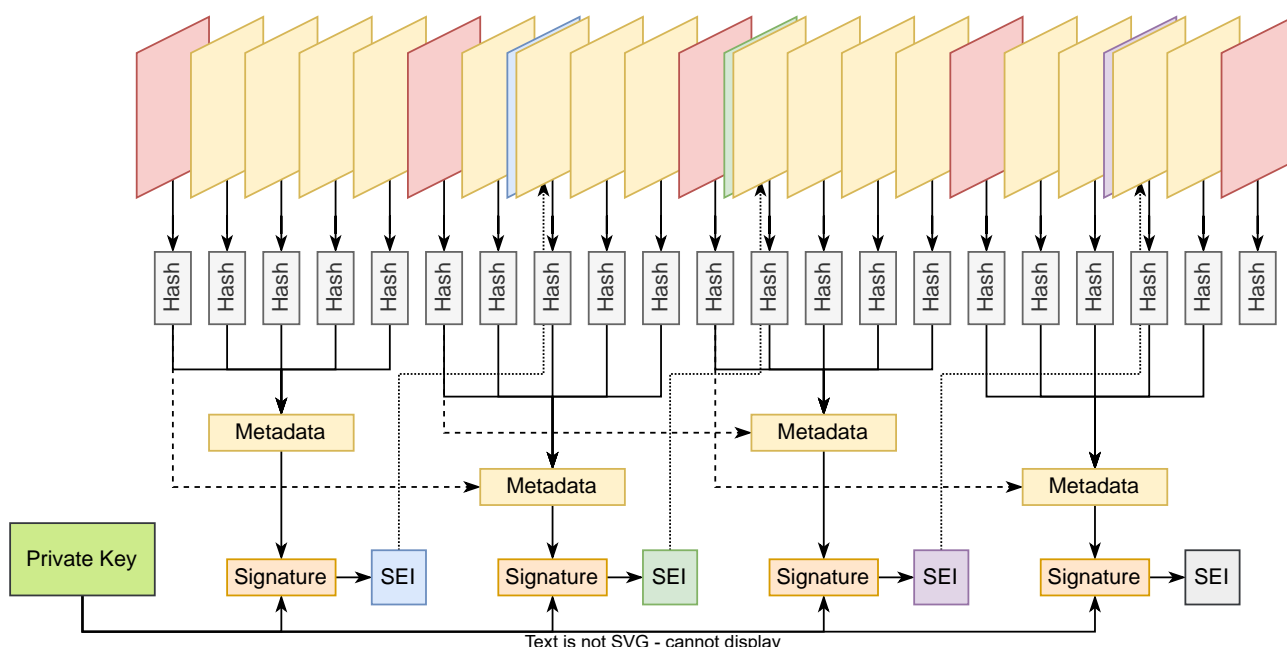 Hash Hash Hash Hash Hash Hash Hash Hash Hash Hash Hash Hash Hash Hash Hash Hash Hash Hash Hash Hash Hash
Metadata Metadata
Metadata Metadata
Private Key
Signature SEI Signature SEI Signature SEI Signature SEI
Text is not SVG - cannot display